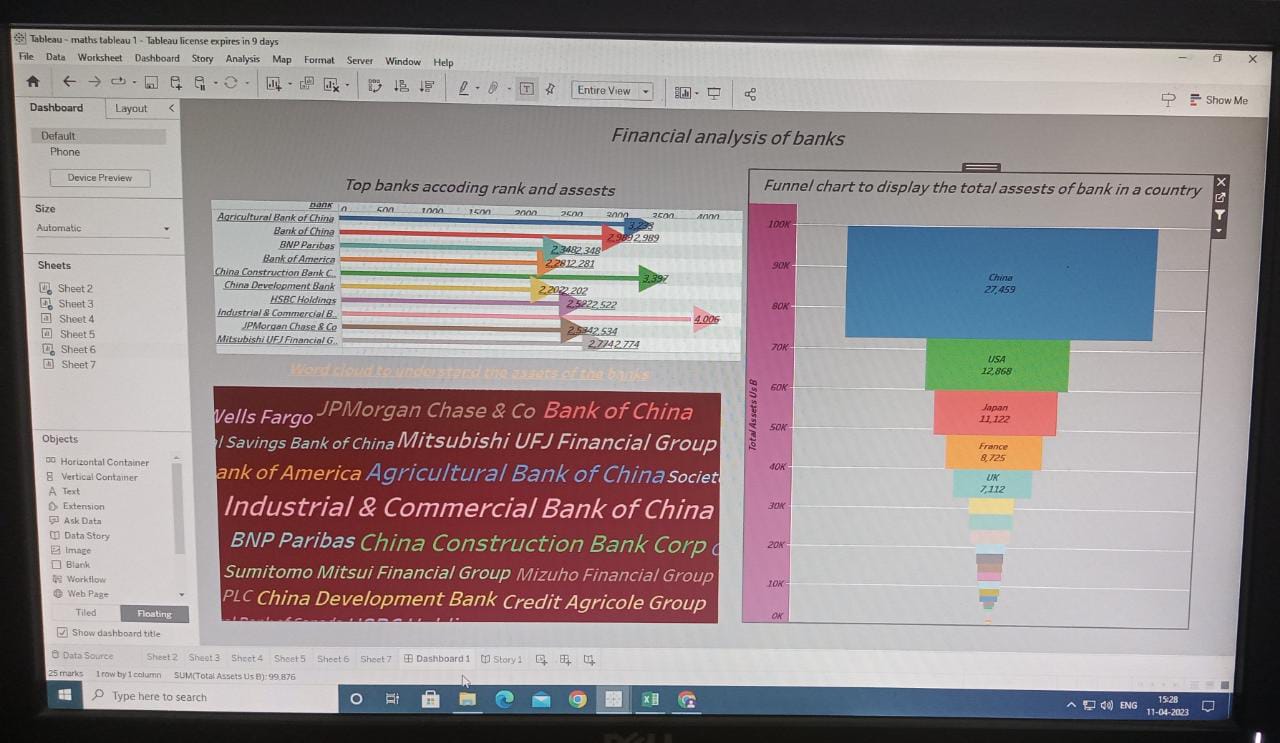 Tableau - maths tableau 1 - Tableau license expires in 9 days
File Data Worksheet Dashboard Story Analysis Map Format Server Window Help
Entire View
Show Me
Dashboard Layout
Default
Phone
Device Preview
Size
Automatic
Sheets
Sheet 2
Sheet 3
Sheet 4
Sheet 5
Sheet 6
Sheet 7
Objects
Horizontal Container
Vertical Container
Text
Extension
Ask Data
Data Story
Image
Blank
Workflow
Web Page
Tiled Floating
Show dashboard title
Financial analysis of banks
Top banks accoding rank and assests
Bank 0 500 1000 1500 2000 2500 3000 3500 4000
Agricultural Bank of China 3,293
Bank of China 2,989 2,989
BNP Paribas 2,348 2,348
Bank of America 2,281 2,281
China Construction Bank C.. 3,397
China Development Bank 2,202 2,202
HSBC Holdings 2,522 2,522
Industrial & Commercial B.. 4,006
JPMorgan Chase & Co 2,534 2,534
Mitsubishi UFJ Financial G.. 2,774 2,774
Word cloud to understand the assets of the banks
Wells Fargo JPMorgan Chase & Co Bank of China
l Savings Bank of China Mitsubishi UFJ Financial Group
ank of America Agricultural Bank of China Societ
Industrial & Commercial Bank of China
BNP Paribas China Construction Bank Corp
Sumitomo Mitsui Financial Group Mizuho Financial Group
PLC China Development Bank Credit Agricole Group
Funnel chart to display the total assests of bank in a country
Total Assets Us B
100K
90K
80K
70K
60K
50K
40K
30K
20K
10K
0K
China
27,459
USA
12,868
Japan
11,122
France
8,725
UK
7,112
Data Source Sheet 2 Sheet 3 Sheet 4 Sheet 5 Sheet 6 Sheet 7 Dashboard 1 Story 1
25 marks 1 row by 1 column SUM(Total Assets Us B): 99,876
Type here to search
ENG
15:28
11-04-2023